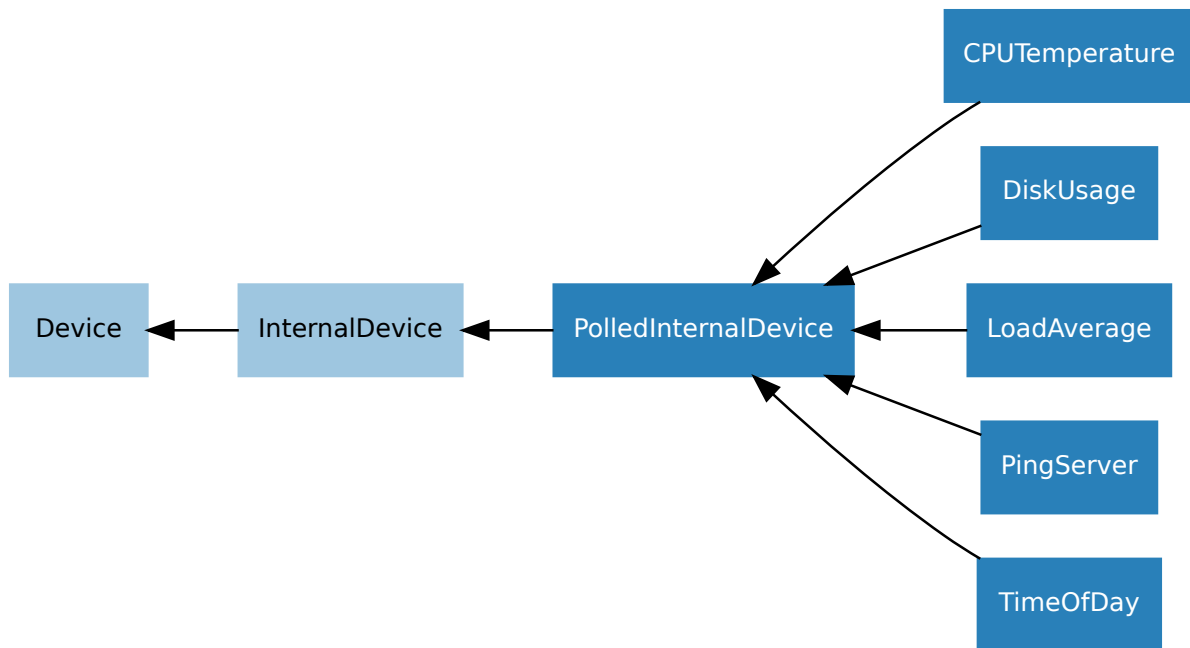 CPUTemperature
DiskUsage
Device
InternalDevice
PolledInternalDevice
LoadAverage
PingServer
TimeOfDay